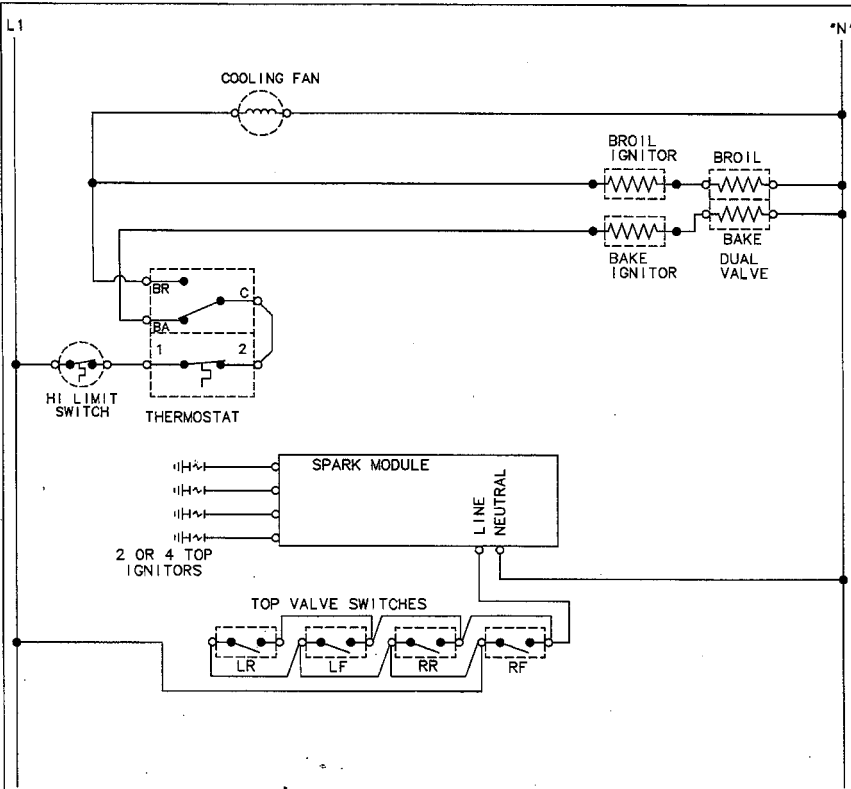 L1
"N"
COOLING FAN
BROIL
IGNITOR
BROIL
BAKE
IGNITOR
BAKE
DUAL
VALVE
BR
C
BA
1
2
HI LIMIT
SWITCH
THERMOSTAT
SPARK MODULE
LINE
NEUTRAL
2 OR 4 TOP
IGNITORS
TOP VALVE SWITCHES
LR
LF
RR
RF